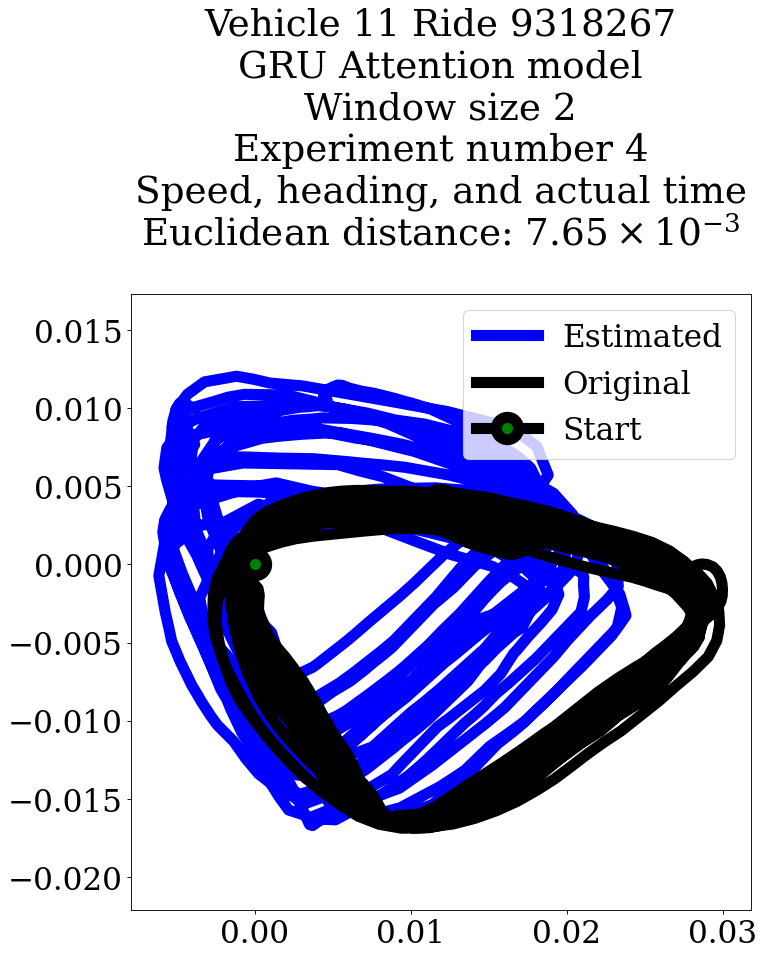 Vehicle 11 Ride 9318267
GRU Attention model
Window size 2
Experiment number 4
Speed, heading, and actual time
Euclidean distance: 7.65 × 10⁻³
Estimated
Original
Start
0.015
0.010
0.005
0.000
−0.005
−0.010
−0.015
−0.020
0.00 0.01 0.02 0.03